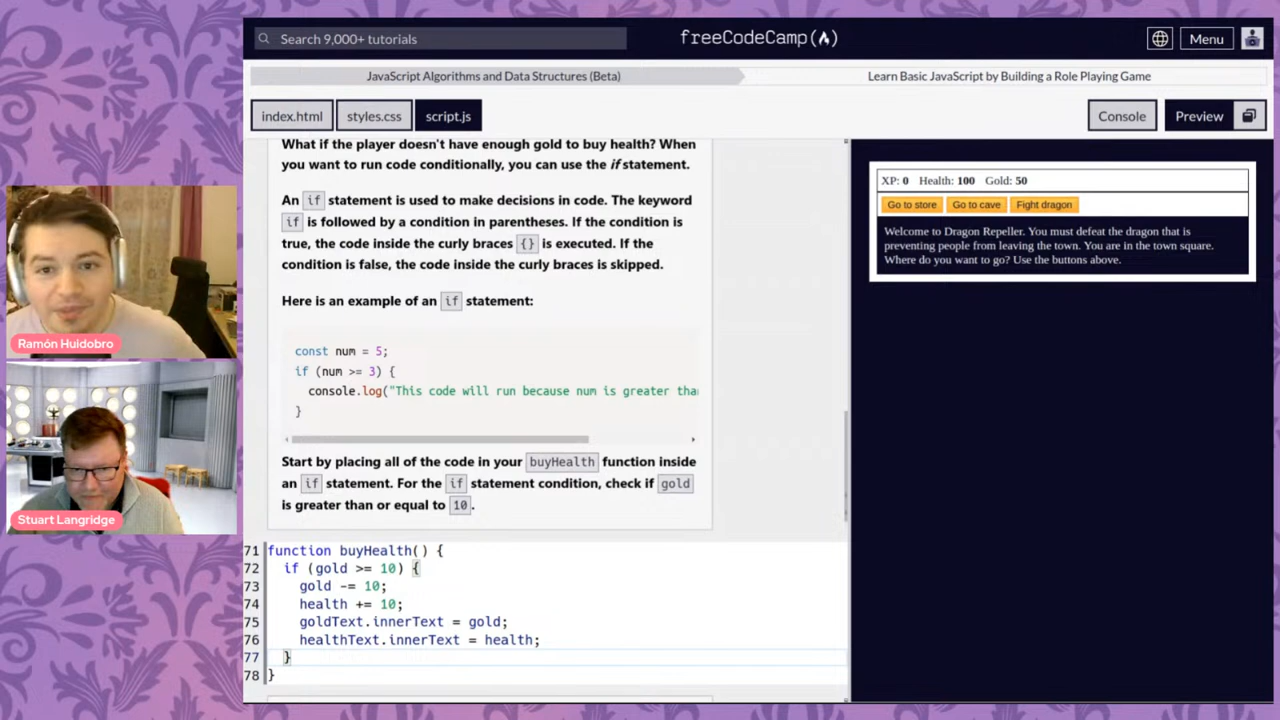 Search 9,000+ tutorials
freeCodeCamp
Menu
JavaScript Algorithms and Data Structures (Beta)
Learn Basic JavaScript by Building a Role Playing Game
index.html
styles.css
script.js
Console
Preview
What if the player doesn't have enough gold to buy health? When
you want to run code conditionally, you can use the if statement.
An if statement is used to make decisions in code. The keyword
if is followed by a condition in parentheses. If the condition is
true, the code inside the curly braces {} is executed. If the
condition is false, the code inside the curly braces is skipped.
Here is an example of an if statement:
const num = 5;
if (num >= 3) {
console.log("This code will run because num is greater tha
}
Start by placing all of the code in your buyHealth function inside
an if statement. For the if statement condition, check if gold
is greater than or equal to 10.
71 function buyHealth() {
72 if (gold >= 10) {
73 gold -= 10;
74 health += 10;
75 goldText.innerText = gold;
76 healthText.innerText = health;
77 }
78 }
XP: 0 Health: 100 Gold: 50
Go to store
Go to cave
Fight dragon
Welcome to Dragon Repeller. You must defeat the dragon that is
preventing people from leaving the town. You are in the town square.
Where do you want to go? Use the buttons above.
Ramón Huidobro
Stuart Langridge